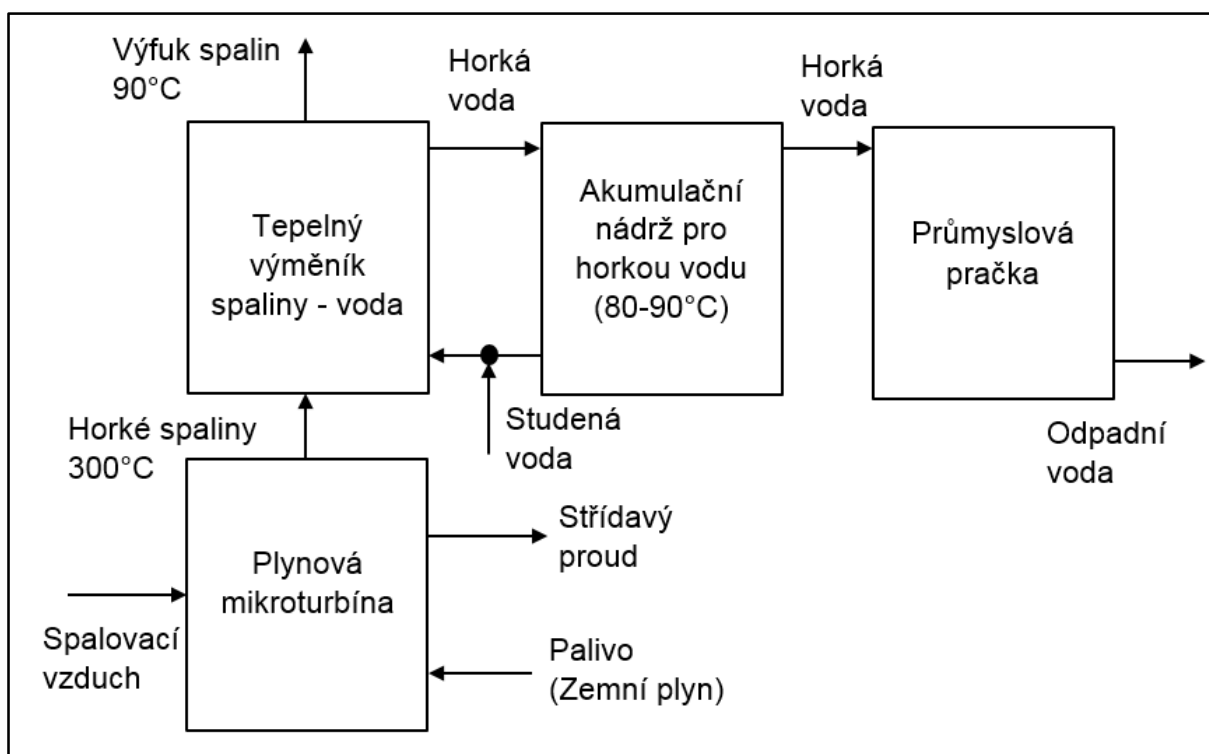 Výfuk spalin
90°C
Horká
voda
Horká
voda
Tepelný
výměník
spaliny - voda
Akumulační
nádrž pro
horkou vodu
(80-90°C)
Průmyslová
pračka
Studená
voda
Odpadní
voda
Horké spaliny
300°C
Plynová
mikroturbína
Střídavý
proud
Spalovací
vzduch
Palivo
(Zemní plyn)